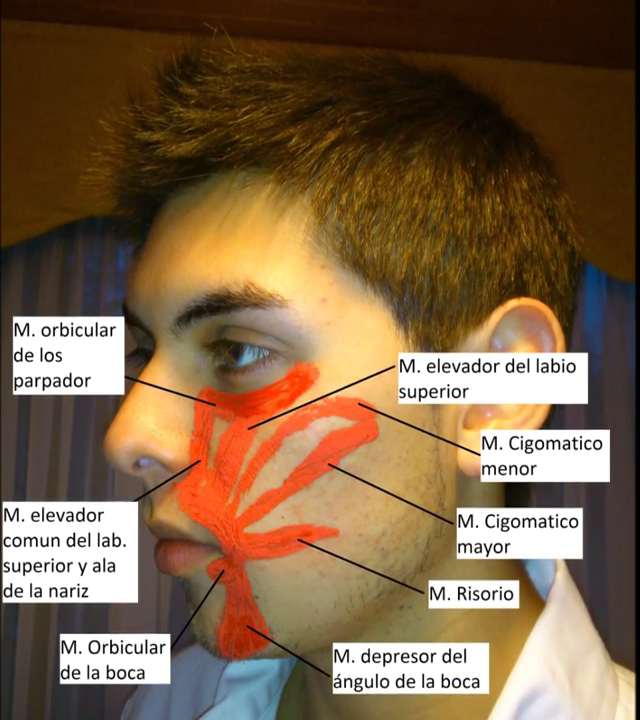 M. orbicular
de los
parpador
M. elevador del labio
superior
M. Cigomatico
menor
M. elevador
comun del lab.
superior y ala
de la nariz
M. Cigomatico
mayor
M. Risorio
M. Orbicular
de la boca
M. depresor del
ángulo de la boca